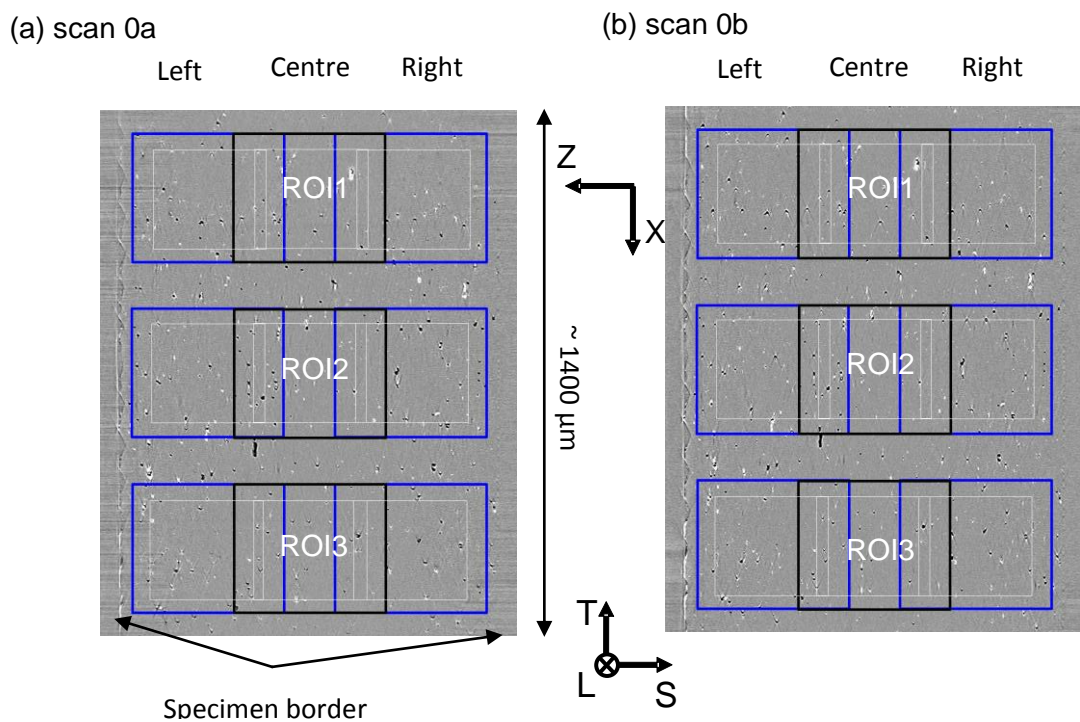 (a) scan 0a
Left Centre Right
ROI1
ROI2
ROI3
Specimen border
Z
X
~ 1400 µm
T
L
S
(b) scan 0b
Left Centre Right
ROI1
ROI2
ROI3